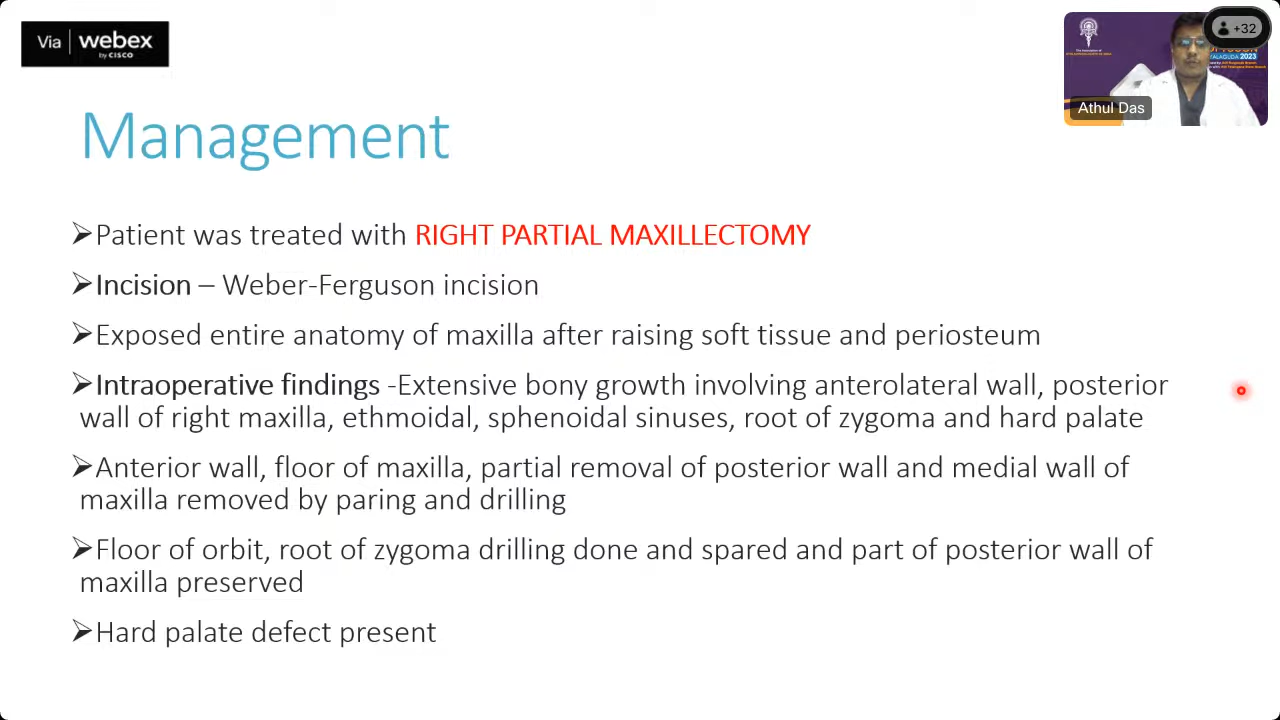 Via webex
by CISCO
+32
YALAGUDA 2023
Athul Das
Management
➢Patient was treated with RIGHT PARTIAL MAXILLECTOMY
➢Incision – Weber-Ferguson incision
➢Exposed entire anatomy of maxilla after raising soft tissue and periosteum
➢Intraoperative findings -Extensive bony growth involving anterolateral wall, posterior
wall of right maxilla, ethmoidal, sphenoidal sinuses, root of zygoma and hard palate
➢Anterior wall, floor of maxilla, partial removal of posterior wall and medial wall of
maxilla removed by paring and drilling
➢Floor of orbit, root of zygoma drilling done and spared and part of posterior wall of
maxilla preserved
➢Hard palate defect present